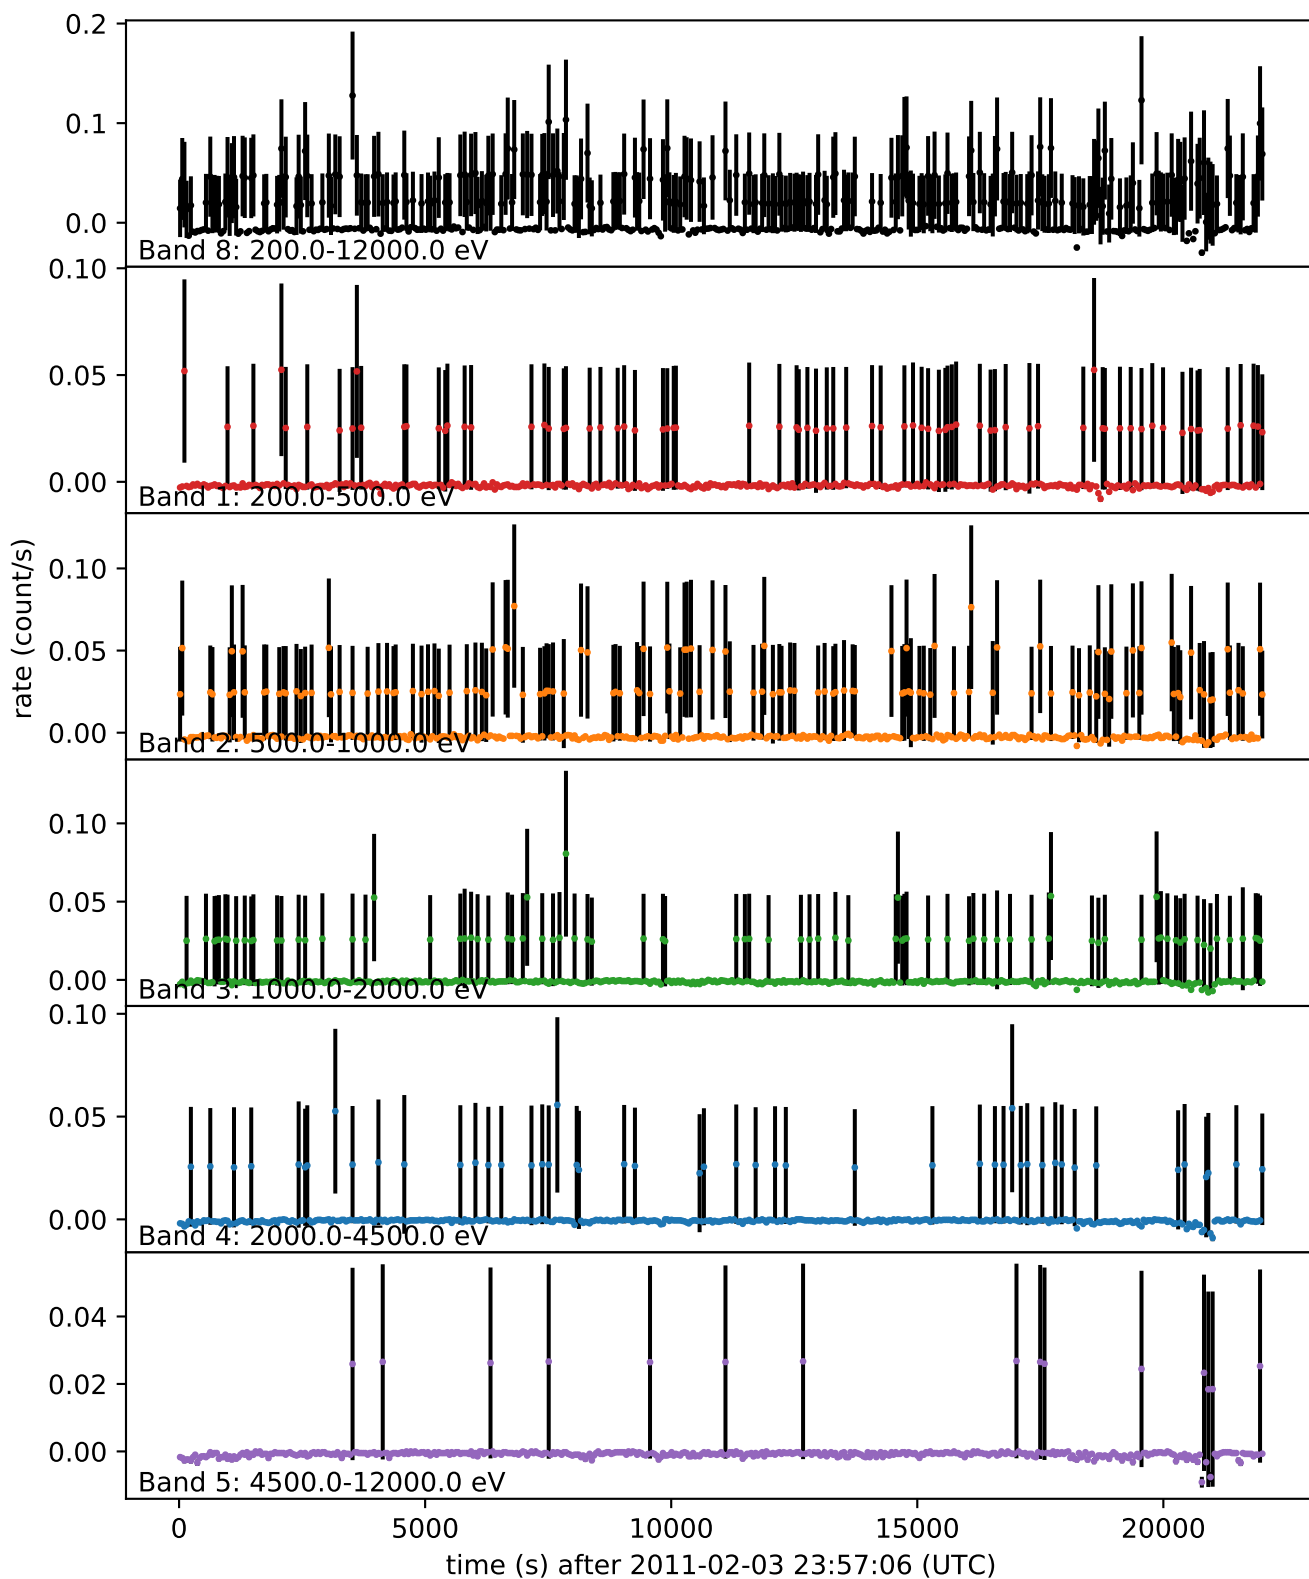 0.2
0.1
0.0
Band 8: 200.0-12000.0 eV
0.10
0.05
0.00
Band 1: 200.0-500.0 eV
rate (count/s)
0.10
0.05
0.00
Band 2: 500.0-1000.0 eV
0.10
0.05
0.00
Band 3: 1000.0-2000.0 eV
0.10
0.05
0.00
Band 4: 2000.0-4500.0 eV
0.04
0.02
0.00
Band 5: 4500.0-12000.0 eV
0 5000 10000 15000 20000
time (s) after 2011-02-03 23:57:06 (UTC)